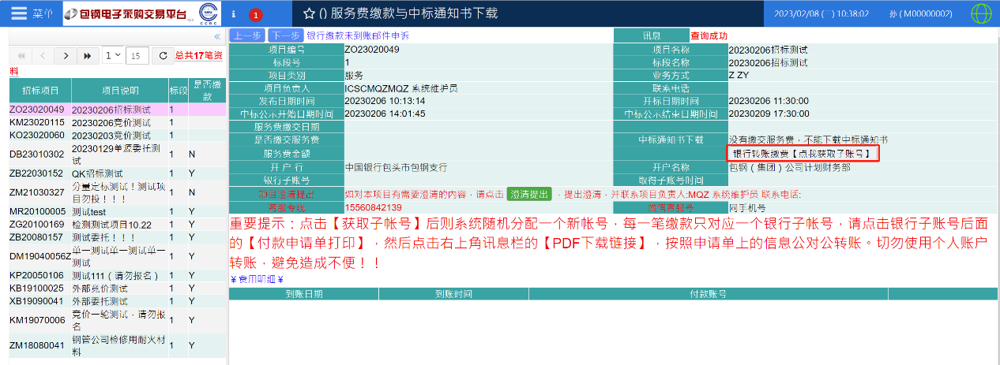 菜单
包钢电子采购交易平台
CCRC
i
1
☆ () 服务费缴款与中标通知书下载
2023/02/08 (三) 10:38:02
孙 (M00000002)
«
1
15
总共17笔资料
招标项目 项目说明 标段 是否缴款
ZO23020049 20230206招标测试 1
KM23020115 20230206竞价测试 1
KO23020060 20230203竞价测试 1
DB23010302 20230129单源委托测试 1 N
ZB22030152 QK招标测试 1 Y
ZM21030327 分量定标测试！测试项目勿投！！！ 1 N
MR20100005 测试test 1 Y
ZG20100169 检测测试项目10.22 1 Y
ZB20080157 测试委托！！！ 1 Y
DM19040056Z 单一测试单一测试单一测试 1 Y
KP20050106 测试111（请勿报名） 1 Y
KB19100025 外部竞价测试 1 Y
XB19090041 外部委托测试 1 Y
KM19070006 竞价一轮测试，请勿报名 1 Y
ZM18080041 钢管公司检修用耐火材料 1 Y
上一步 下一步 银行缴款未到账邮件申诉 讯息 查询成功
项目编号 ZO23020049 项目名称 20230206招标测试
标段号 1 标段名称 20230206招标测试
项目类别 服务 业务方式 Z ZY
项目负责人 ICSCMQZMQZ 系统维护员 联系电话
发布日期时间 20230206 10:13:14 开标日期时间 20230206 11:30:00
中标公示开始日期时间 20230206 14:01:45 中标公示结束日期时间 20230209 17:30:00
服务费缴交日期
是否缴交服务费 中标通知书下载 没有缴交服务费，不能下载中标通知书
服务费金额 银行转账缴费【点我获取子账号】
开 户 行 中国银行包头市包钢支行 开户名称 包钢（集团）公司计划财务部
银行子账号 取得子账号时间
项目澄清提出 如对本项目有需要澄清的内容，请点击 澄清提出 ，提出澄清，并联系项目负责人:MQZ 系统维护员 联系电话:
客服专线 15560842139 微信客服号 同手机号
重要提示：点击【获取子帐号】后则系统随机分配一个新帐号，每一笔缴款只对应一个银行子帐号，请点击银行子账号后面
的【付款申请单打印】，然后点击右上角讯息栏的【PDF下载链接】，按照申请单上的信息公对公转账。切勿使用个人账户
转账，避免造成不便！！
¥费用明细¥
到账日期 到账时间 付款账号